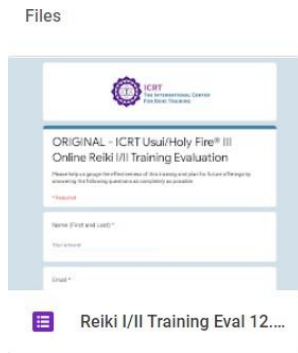 Files
ICRT
The International Center
For Reiki Training
ORIGINAL - ICRT Usui/Holy Fire® III
Online Reiki I/II Training Evaluation
Please help us gauge the effectiveness of this training and plan for future offerings by
answering the following questions as completely as possible
*Required
Name (First and Last) *
Your answer
Email *
Reiki I/II Training Eval 12....